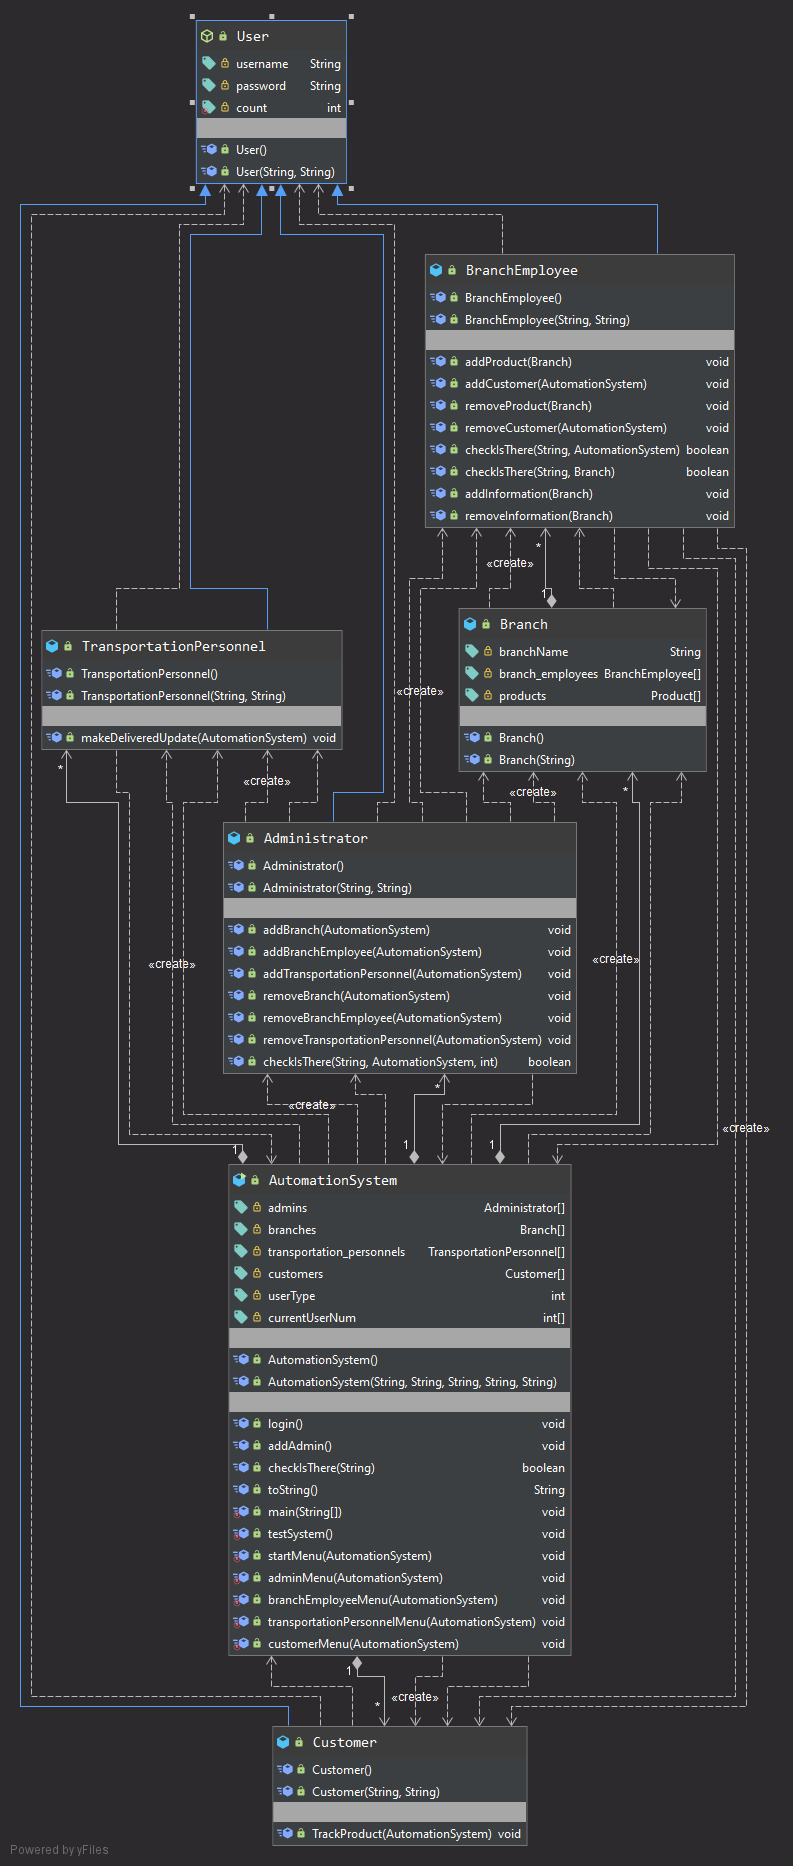 User
username String
password String
count int
User()
User(String, String)
BranchEmployee
BranchEmployee()
BranchEmployee(String, String)
addProduct(Branch) void
addCustomer(AutomationSystem) void
removeProduct(Branch) void
removeCustomer(AutomationSystem) void
checkIsThere(String, AutomationSystem) boolean
checkIsThere(String, Branch) boolean
addInformation(Branch) void
removeInformation(Branch) void
*
«create»
1
Branch
branchName String
branch_employees BranchEmployee[]
products Product[]
Branch()
Branch(String)
TransportationPersonnel
TransportationPersonnel()
TransportationPersonnel(String, String)
makeDeliveredUpdate(AutomationSystem) void
«create»
*
«create»
«create»
*
Administrator
Administrator()
Administrator(String, String)
addBranch(AutomationSystem) void
addBranchEmployee(AutomationSystem) void
addTransportationPersonnel(AutomationSystem) void
removeBranch(AutomationSystem) void
removeBranchEmployee(AutomationSystem) void
removeTransportationPersonnel(AutomationSystem) void
checkIsThere(String, AutomationSystem, int) boolean
«create»
«create»
*
«create»
«create»
1
1
1
AutomationSystem
admins Administrator[]
branches Branch[]
transportation_personnels TransportationPersonnel[]
customers Customer[]
userType int
currentUserNum int[]
AutomationSystem()
AutomationSystem(String, String, String, String, String)
login() void
addAdmin() void
checkIsThere(String) boolean
toString() String
main(String[]) void
testSystem() void
startMenu(AutomationSystem) void
adminMenu(AutomationSystem) void
branchEmployeeMenu(AutomationSystem) void
transportationPersonnelMenu(AutomationSystem) void
customerMenu(AutomationSystem) void
1
«create»
*
Customer
Customer()
Customer(String, String)
TrackProduct(AutomationSystem) void
Powered by yFiles